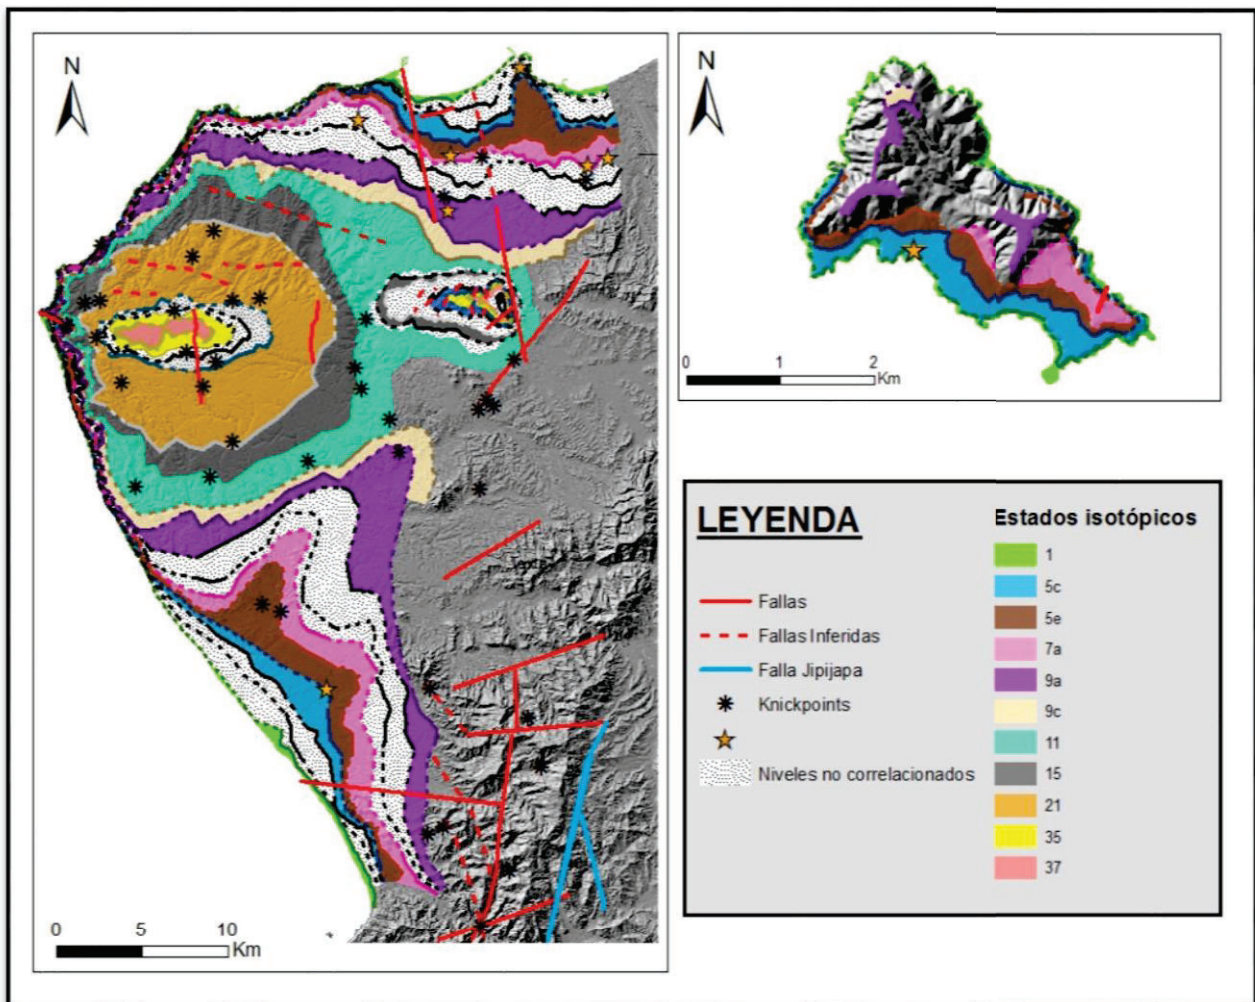 N
0 5 10
Km
N
0 1 2
Km
LEYENDA
Fallas
Fallas Inferidas
Falla Jipijapa
Knickpoints
Niveles no correlacionados
Estados isotópicos
1
5c
5e
7a
9a
9c
11
15
21
35
37